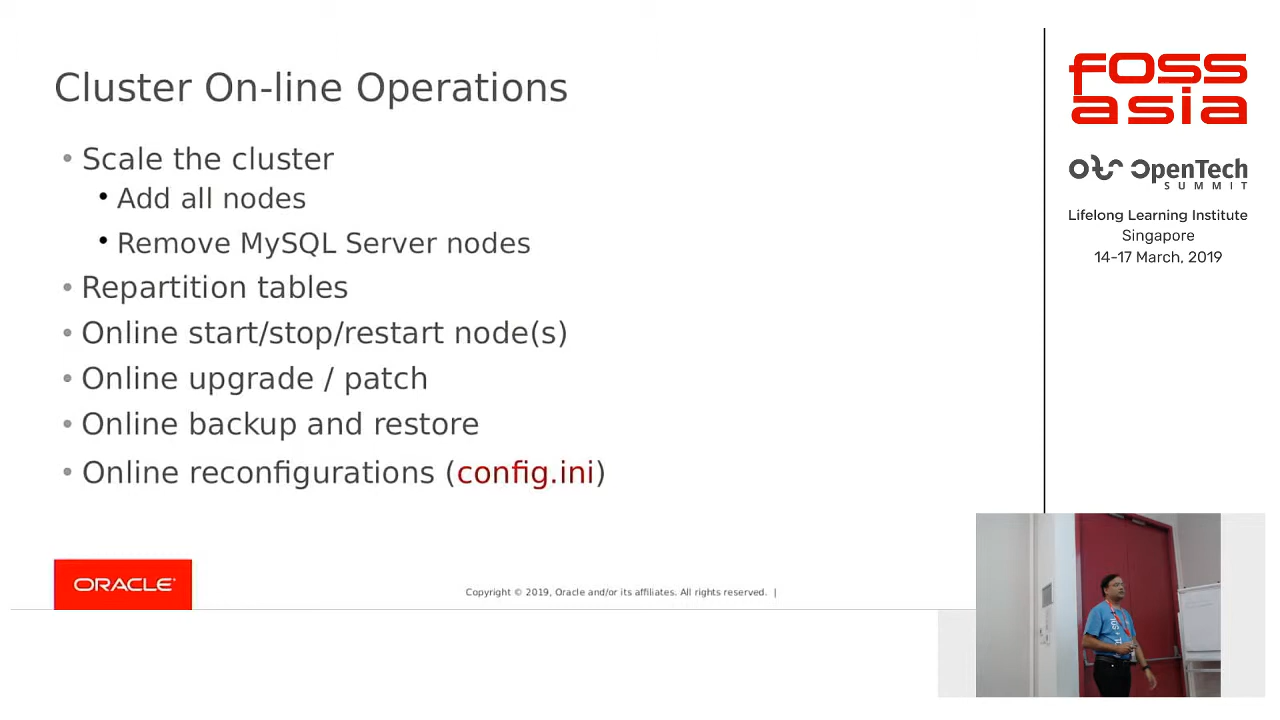 Cluster On-line Operations
• Scale the cluster
• Add all nodes
• Remove MySQL Server nodes
• Repartition tables
• Online start/stop/restart node(s)
• Online upgrade / patch
• Online backup and restore
• Online reconfigurations (config.ini)
ORACLE®
Copyright © 2019, Oracle and/or its affiliates. All rights reserved. |
foss
asia
OpenTech
SUMMIT
Lifelong Learning Institute
Singapore
14-17 March, 2019